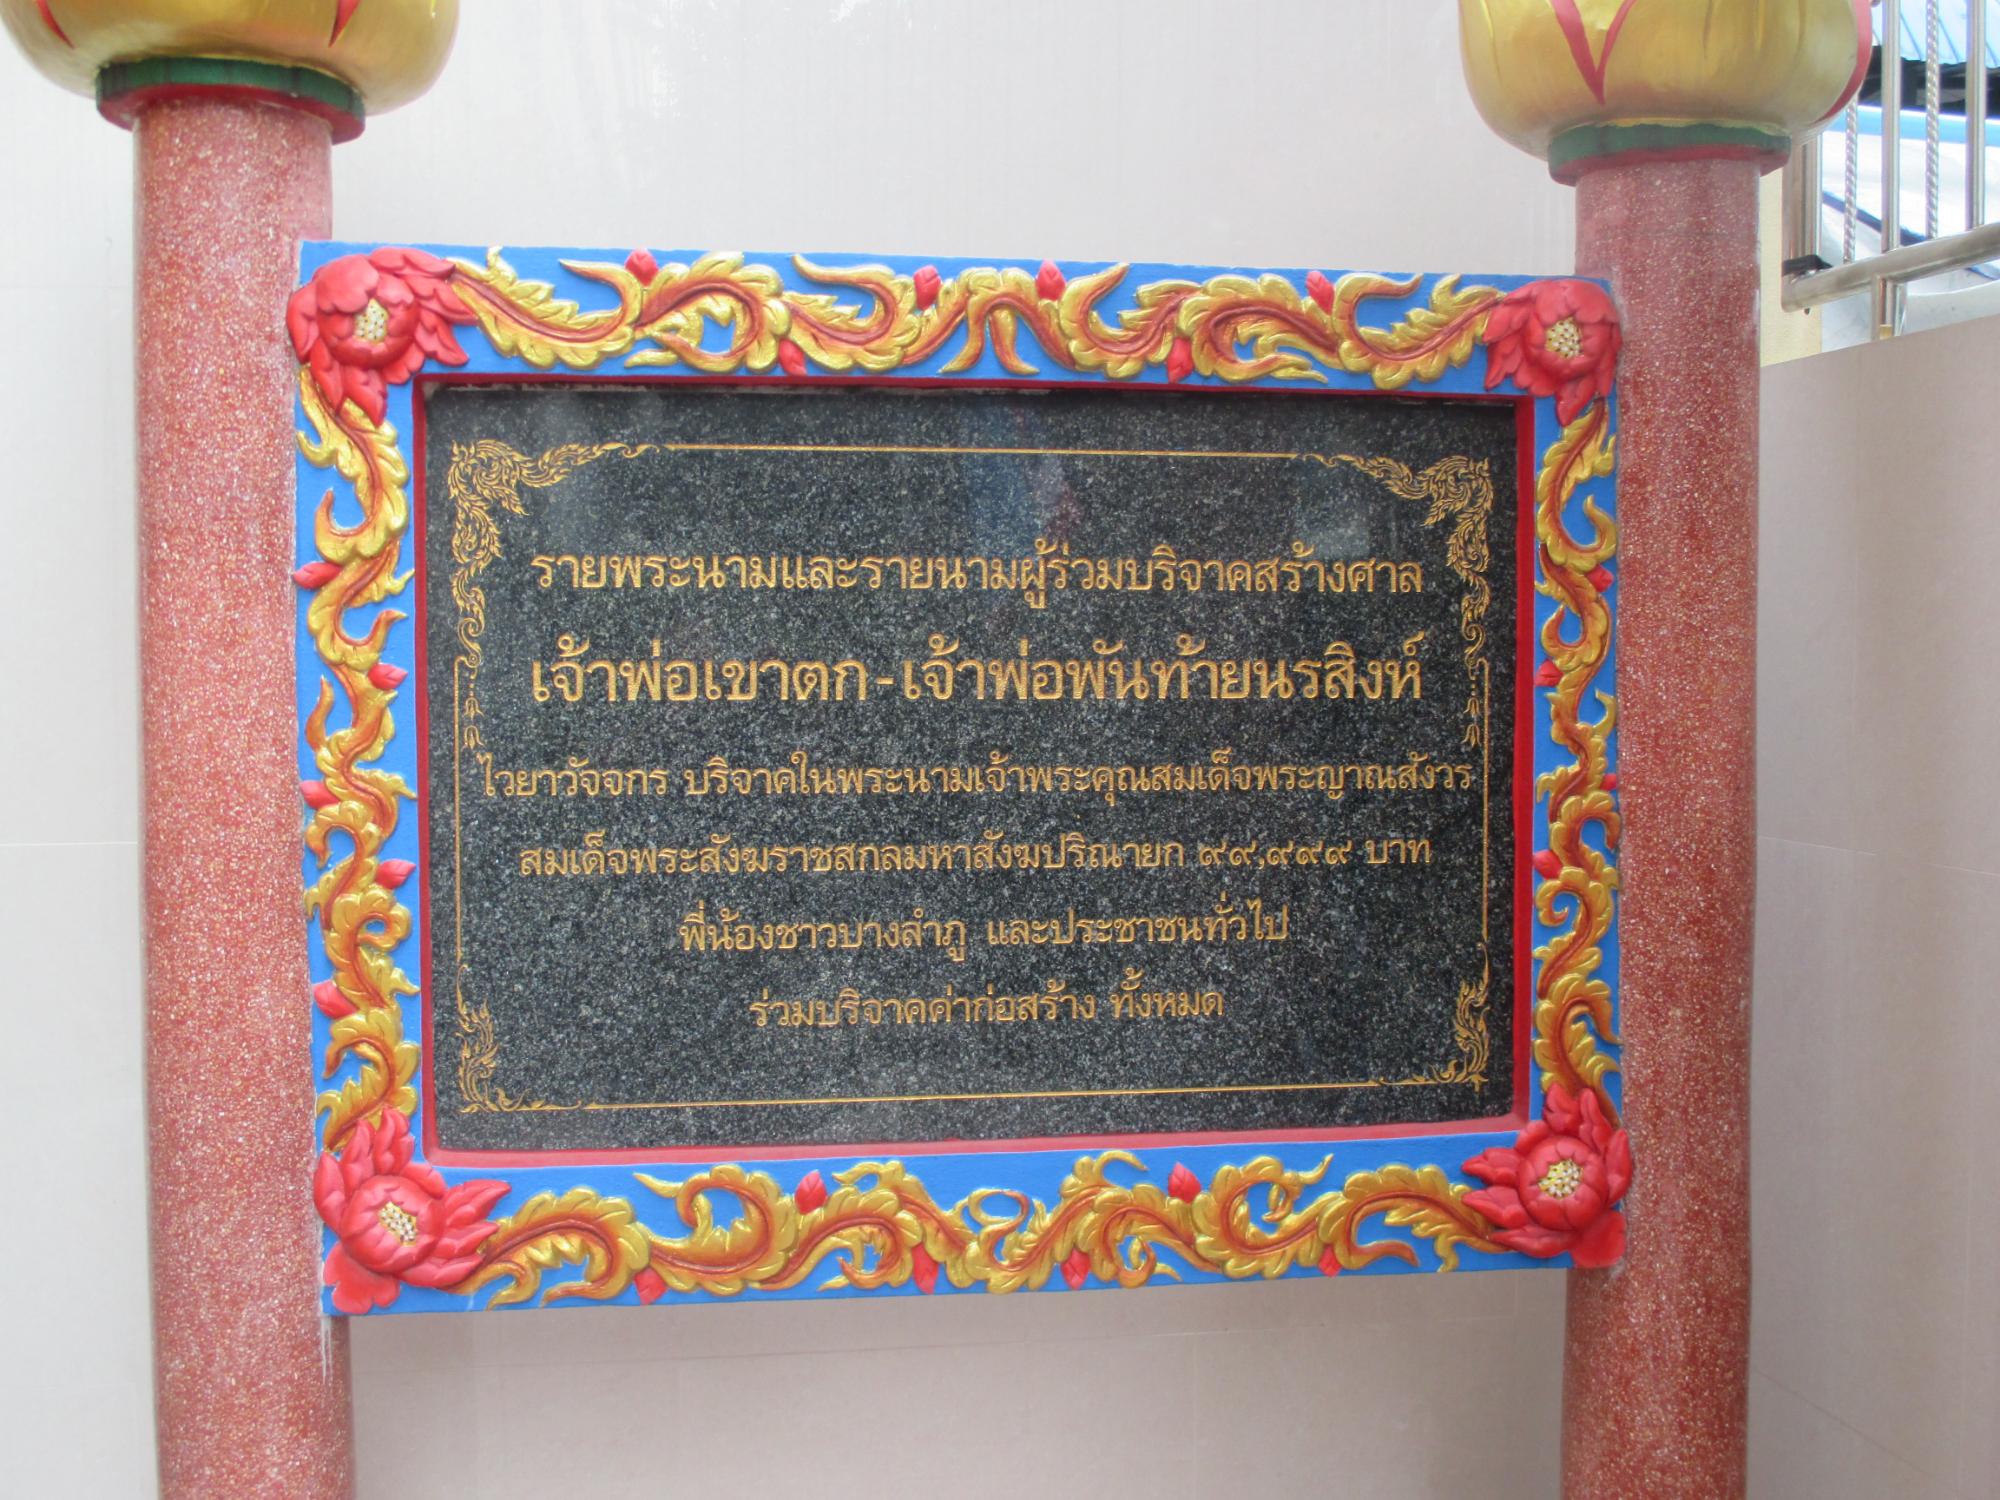 รายพระนามและรายนามผู้ร่วมบริจาคสร้างศาล
เจ้าพ่อเขาตก-เจ้าพ่อพันท้ายนรสิงห์
ไวยาวัจจกร บริจาคในพระนามเจ้าพระคุณสมเด็จพระญาณสังวร
สมเด็จพระสังฆราชสกลมหาสังฆปริณายก ๙๙,๙๙๙ บาท
พี่น้องชาวบางลำภู และประชาชนทั่วไป
ร่วมบริจาคค่าก่อสร้าง ทั้งหมด